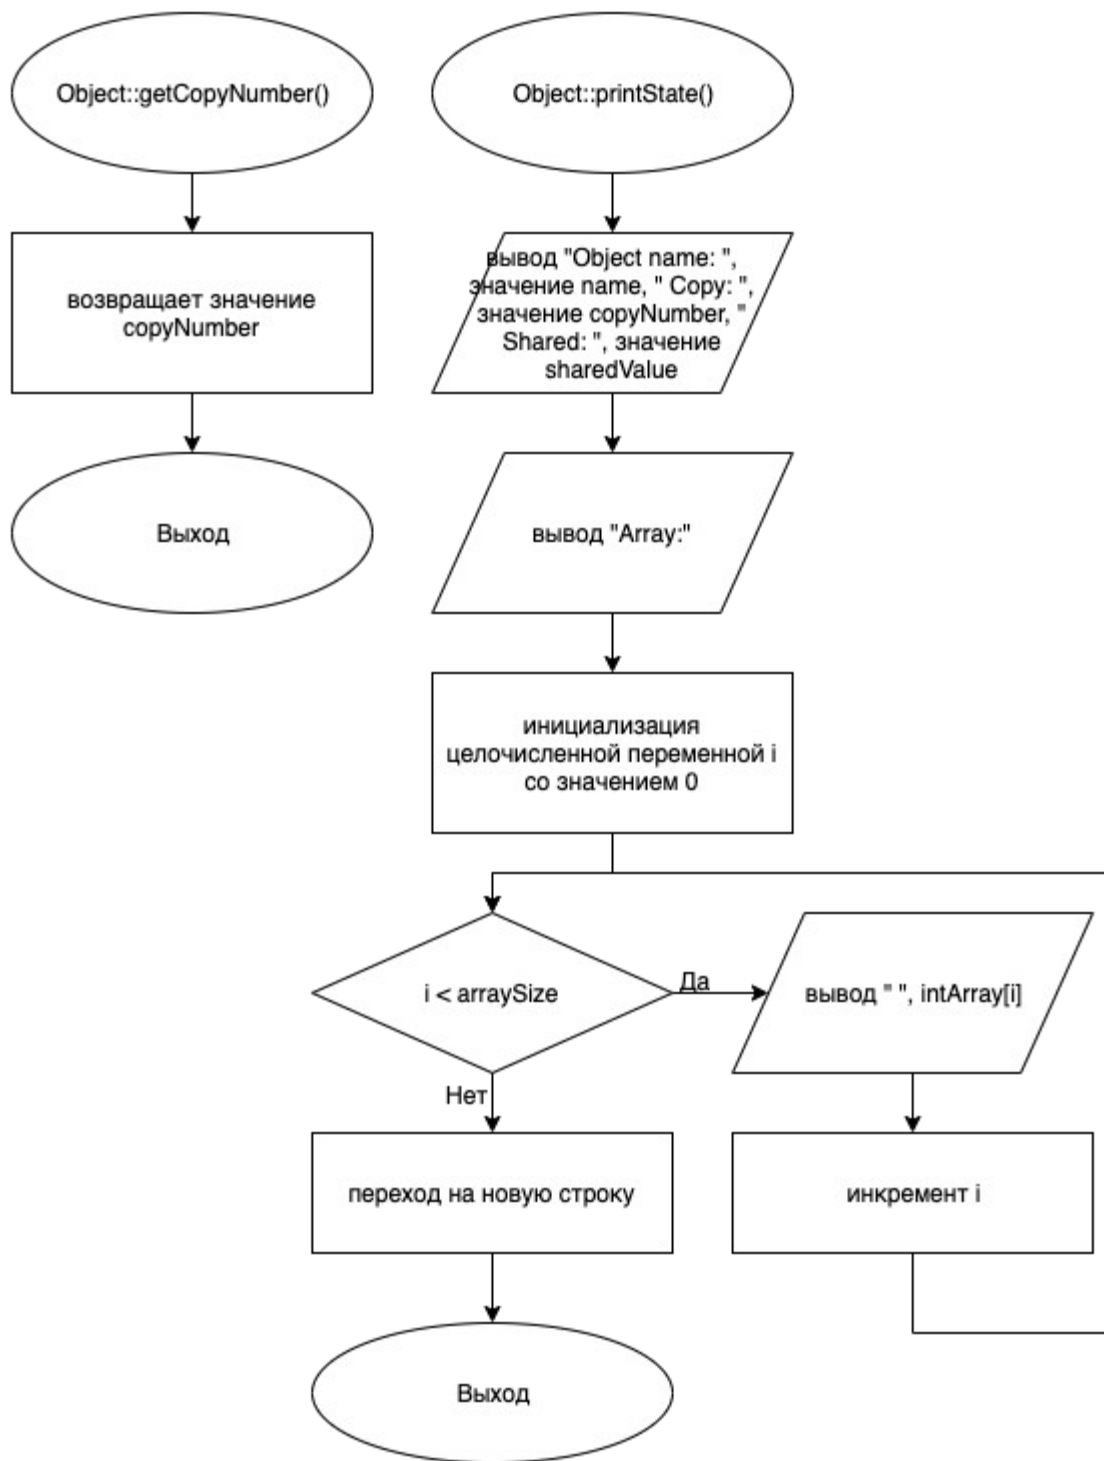 Object::getCopyNumber()
Object::printState()
возвращает значение
copyNumber
вывод "Object name: ",
значение name, " Copy: ",
значение copyNumber, "
Shared: ", значение
sharedValue
Выход
вывод "Array:"
инициализация
целочисленной переменной i
со значением 0
i < arraySize
Да
вывод " ", intArray[i]
Нет
переход на новую строку
инкремент i
Выход